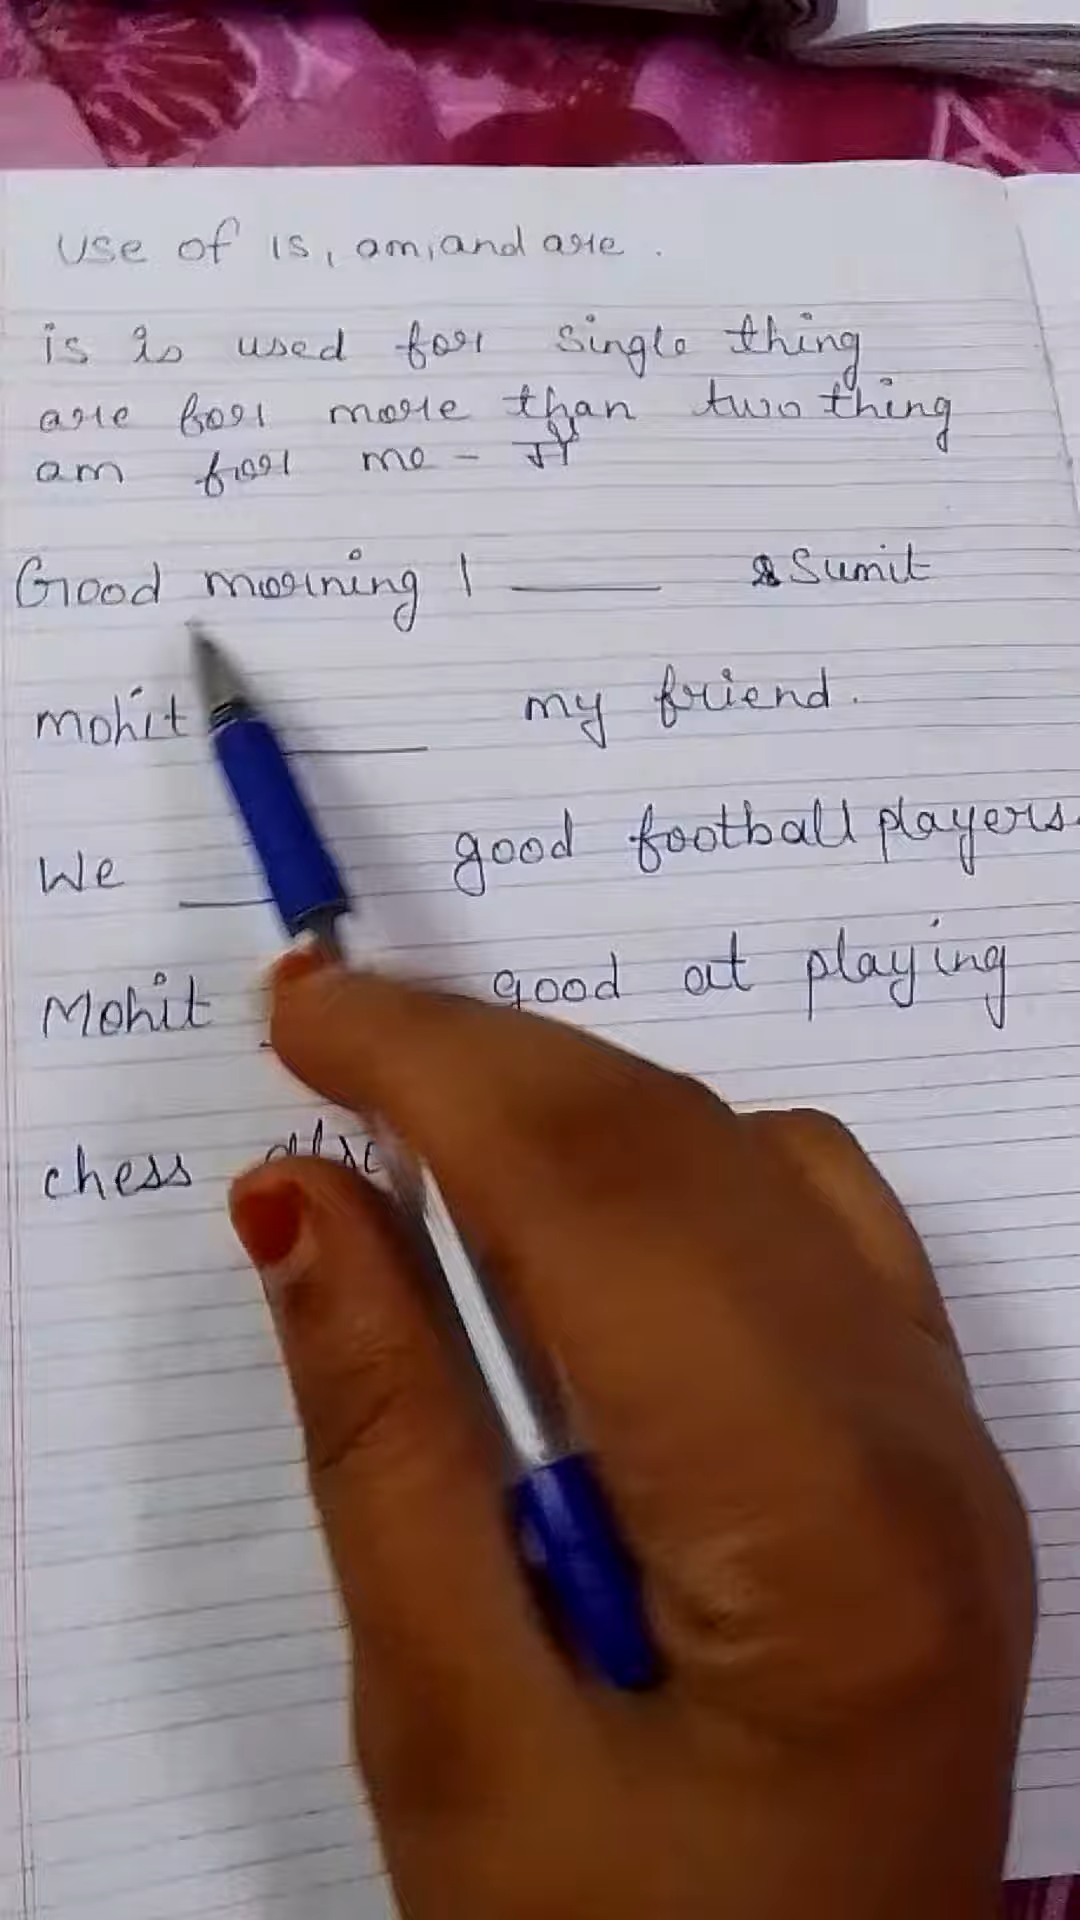 use of is, am, and are.
is is used for single thing
are for more than two thing
am for me - मैं
Good morning I ____ Sumit
mohit ____ my friend.
We ____ good football players.
Mohit ____ good at playing
chess